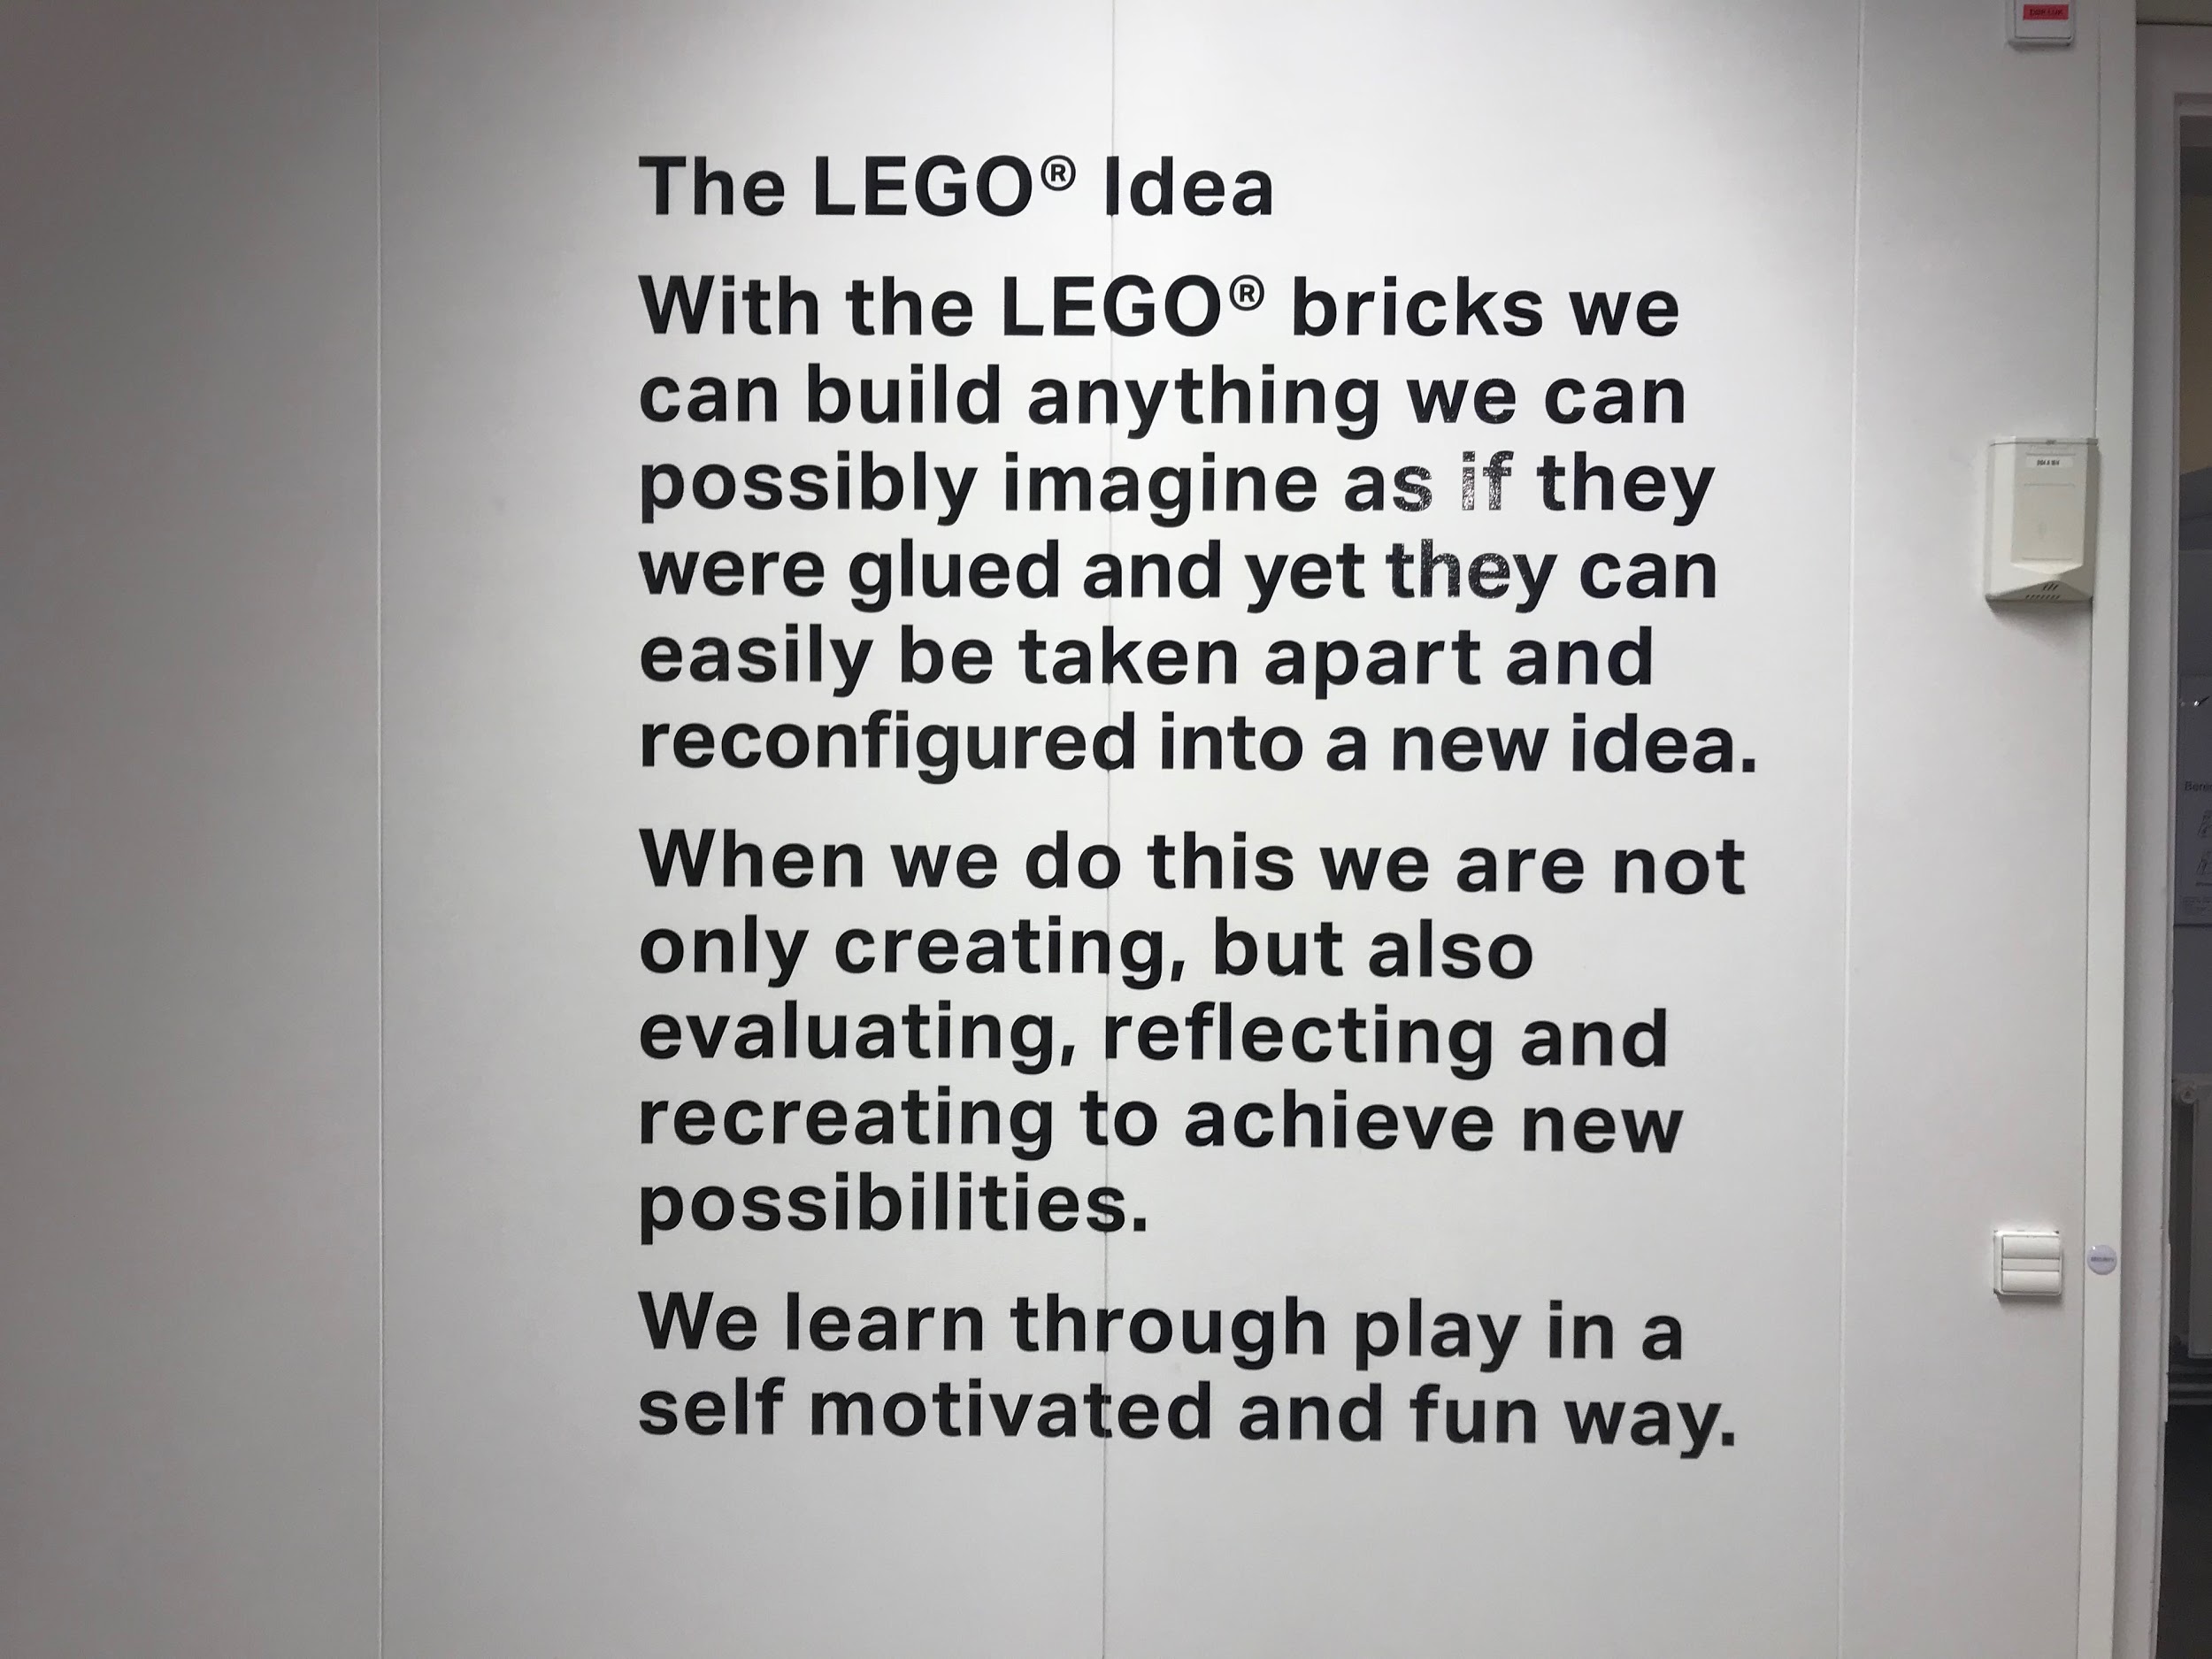 The LEGO® Idea
With the LEGO® bricks we
can build anything we can
possibly imagine as if they
were glued and yet they can
easily be taken apart and
reconfigured into a new idea.
When we do this we are not
only creating, but also
evaluating, reflecting and
recreating to achieve new
possibilities.
We learn through play in a
self motivated and fun way.